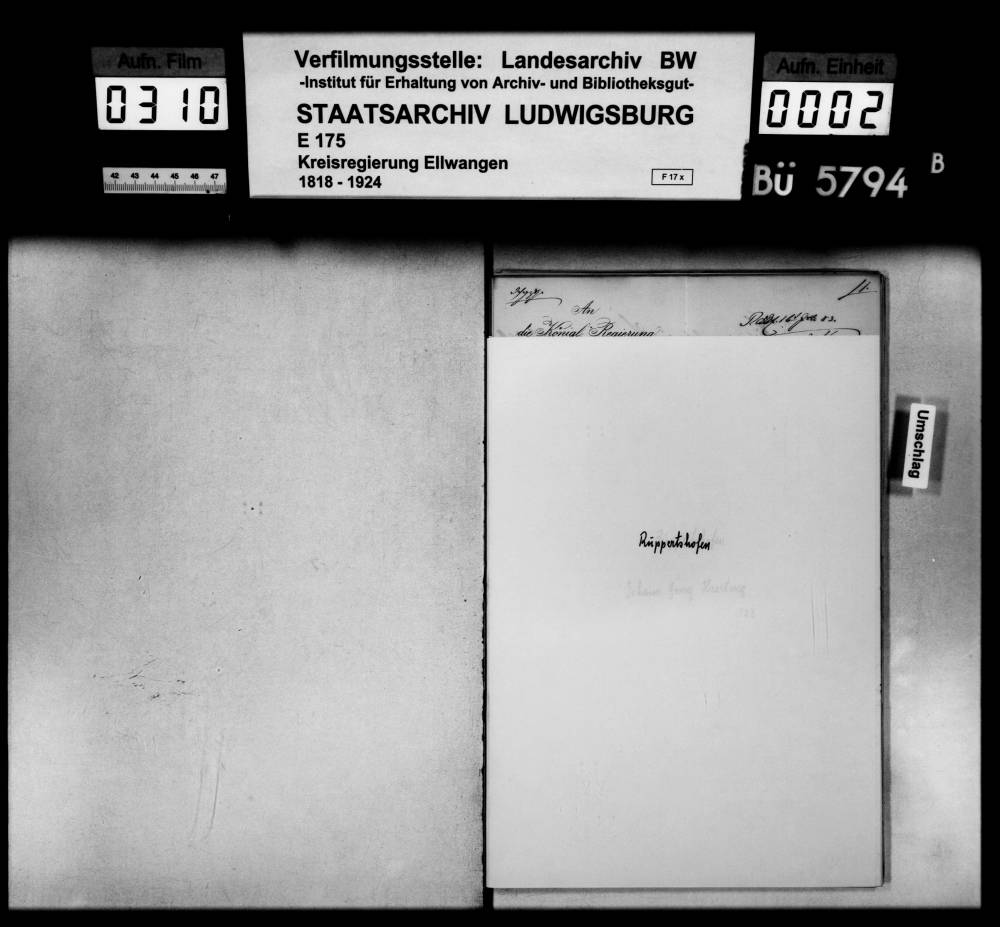 Aufn. Film
0310
42 43 44 45 46 47
Verfilmungsstelle: Landesarchiv BW
-Institut für Erhaltung von Archiv- und Bibliotheksgut-
STAATSARCHIV LUDWIGSBURG
E 175
Kreisregierung Ellwangen
1818 - 1924
F 17 x
Aufn. Einheit
0002
Bü 5794 B
An
die Königl Regierung
Umschlag
Ruppertshofen